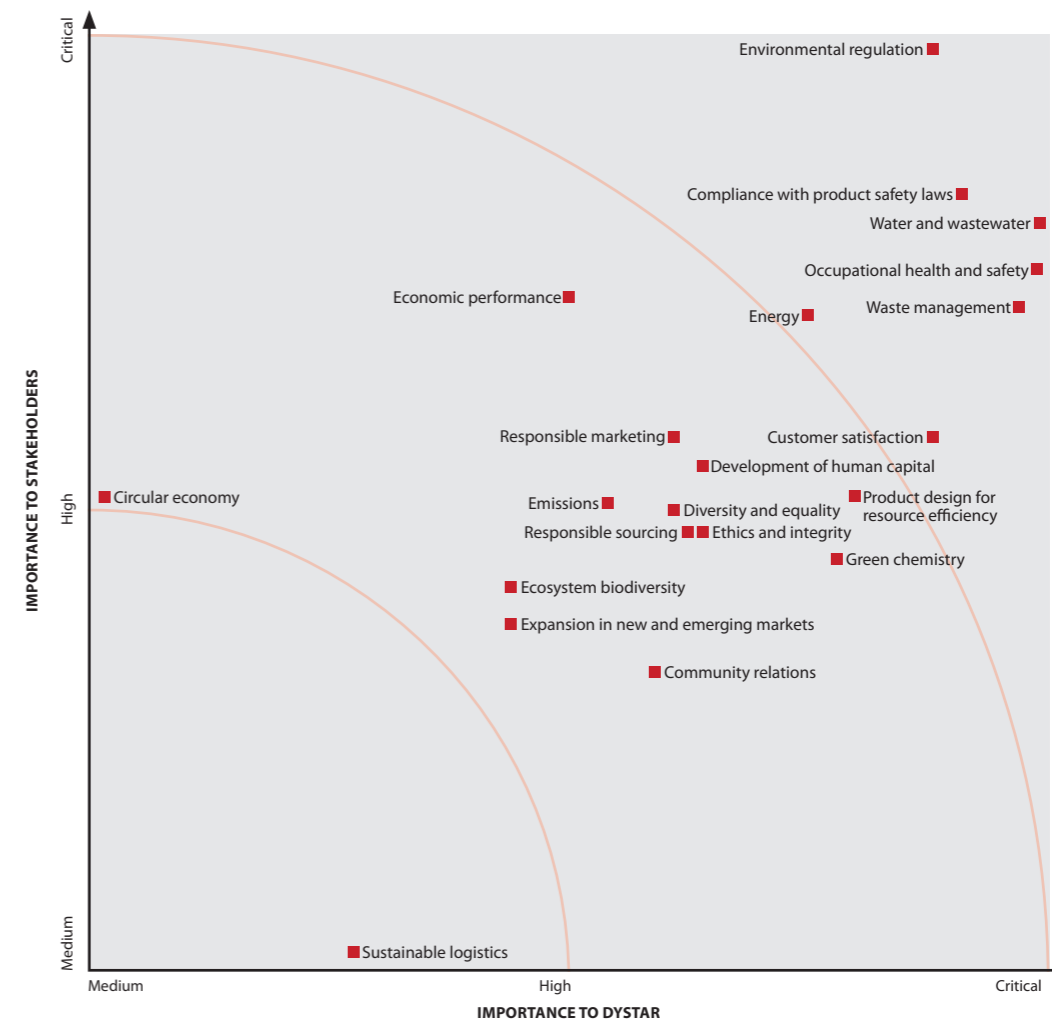 Critical
Environmental regulation
Compliance with product safety laws
Water and wastewater
Occupational health and safety
Economic performance
Waste management
Energy
IMPORTANCE TO STAKEHOLDERS
Responsible marketing
Customer satisfaction
Development of human capital
High
Circular economy
Emissions
Product design for
resource efficiency
Diversity and equality
Responsible sourcing
Ethics and integrity
Green chemistry
Ecosystem biodiversity
Expansion in new and emerging markets
Community relations
Medium
Sustainable logistics
Medium
High
Critical
IMPORTANCE TO DYSTAR